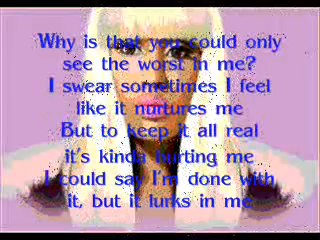 Why is that you could only
see the worst in me?
I swear sometimes I feel
like it nurtures me
But to keep it all real
it's kinda hurting me
I could say I'm done with
it, but it lurks in me